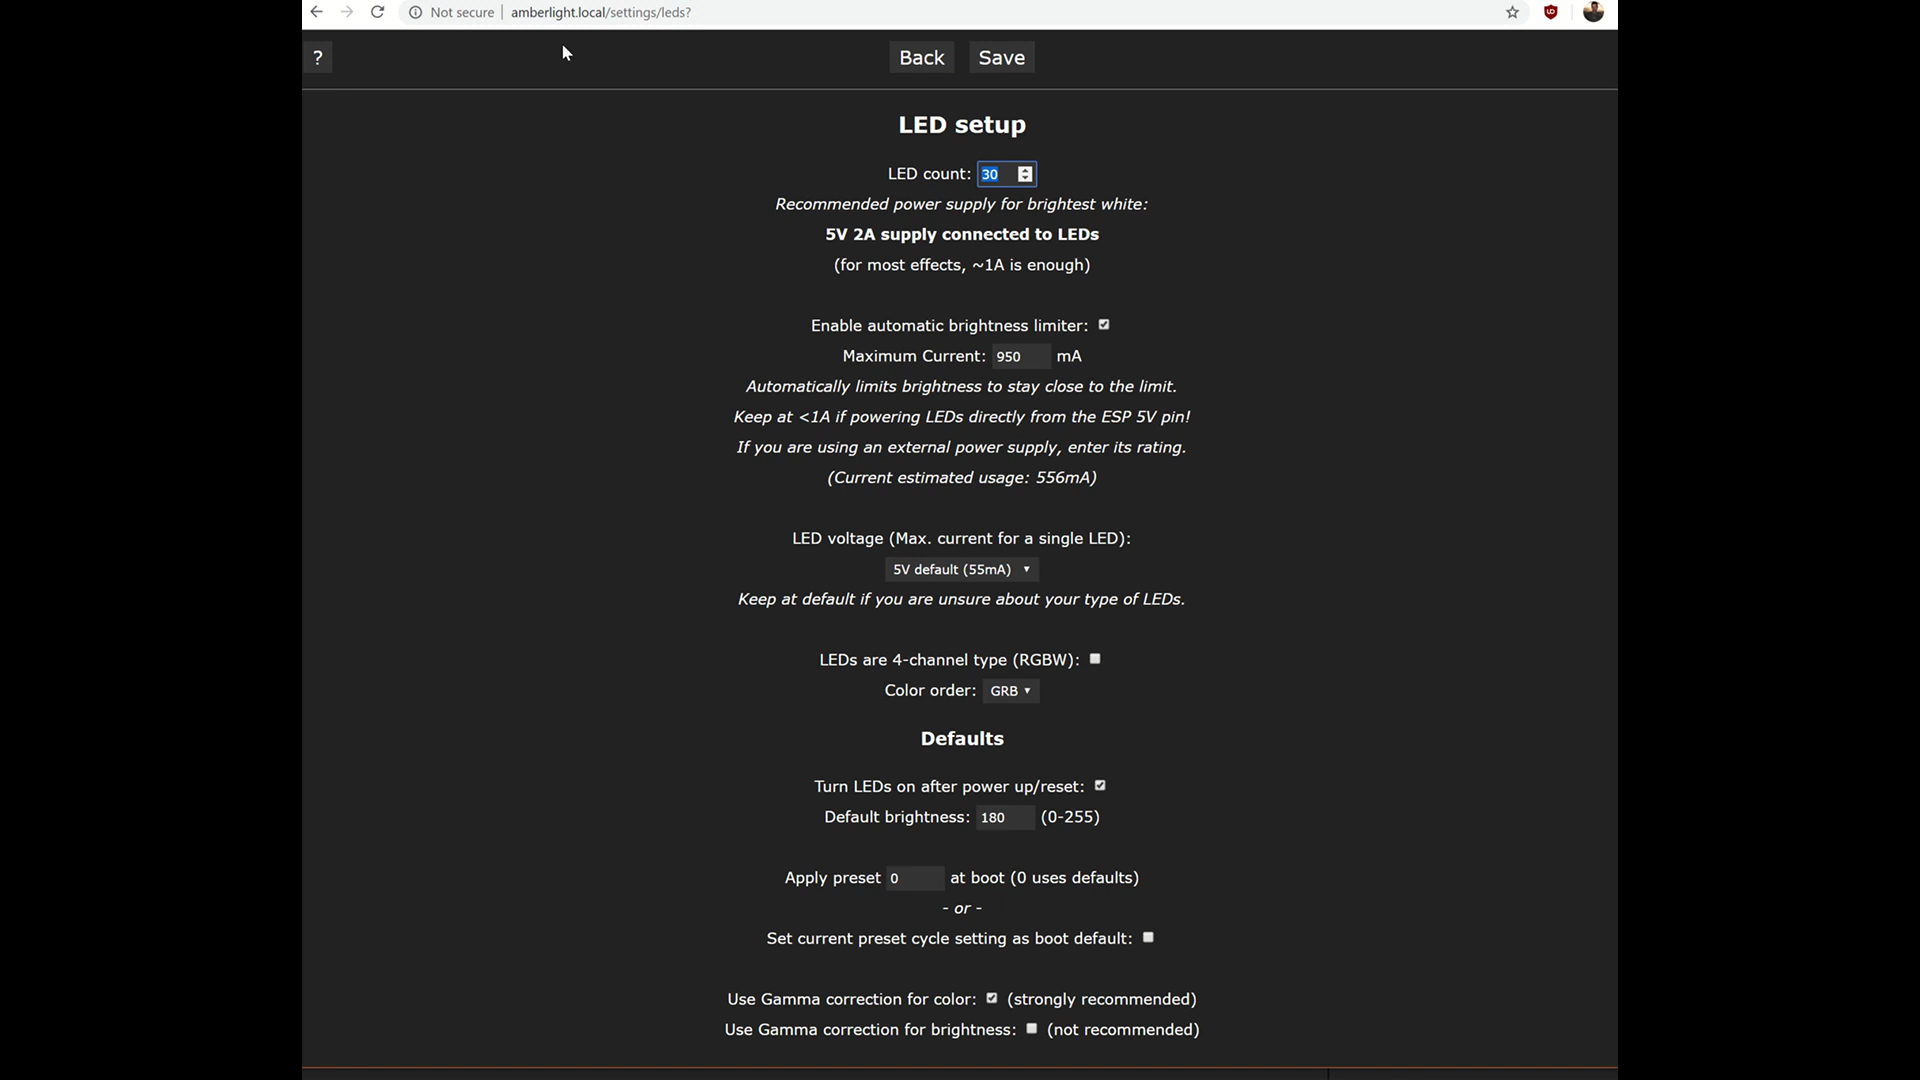 Not secure
amberlight.local/settings/leds?
?
Back
Save
LED setup
LED count: 30
Recommended power supply for brightest white:
5V 2A supply connected to LEDs
(for most effects, ~1A is enough)
Enable automatic brightness limiter:
Maximum Current: 950 mA
Automatically limits brightness to stay close to the limit.
Keep at <1A if powering LEDs directly from the ESP 5V pin!
If you are using an external power supply, enter its rating.
(Current estimated usage: 556mA)
LED voltage (Max. current for a single LED):
5V default (55mA)
Keep at default if you are unsure about your type of LEDs.
LEDs are 4-channel type (RGBW):
Color order: GRB
Defaults
Turn LEDs on after power up/reset:
Default brightness: 180 (0-255)
Apply preset 0 at boot (0 uses defaults)
- or -
Set current preset cycle setting as boot default:
Use Gamma correction for color: (strongly recommended)
Use Gamma correction for brightness: (not recommended)